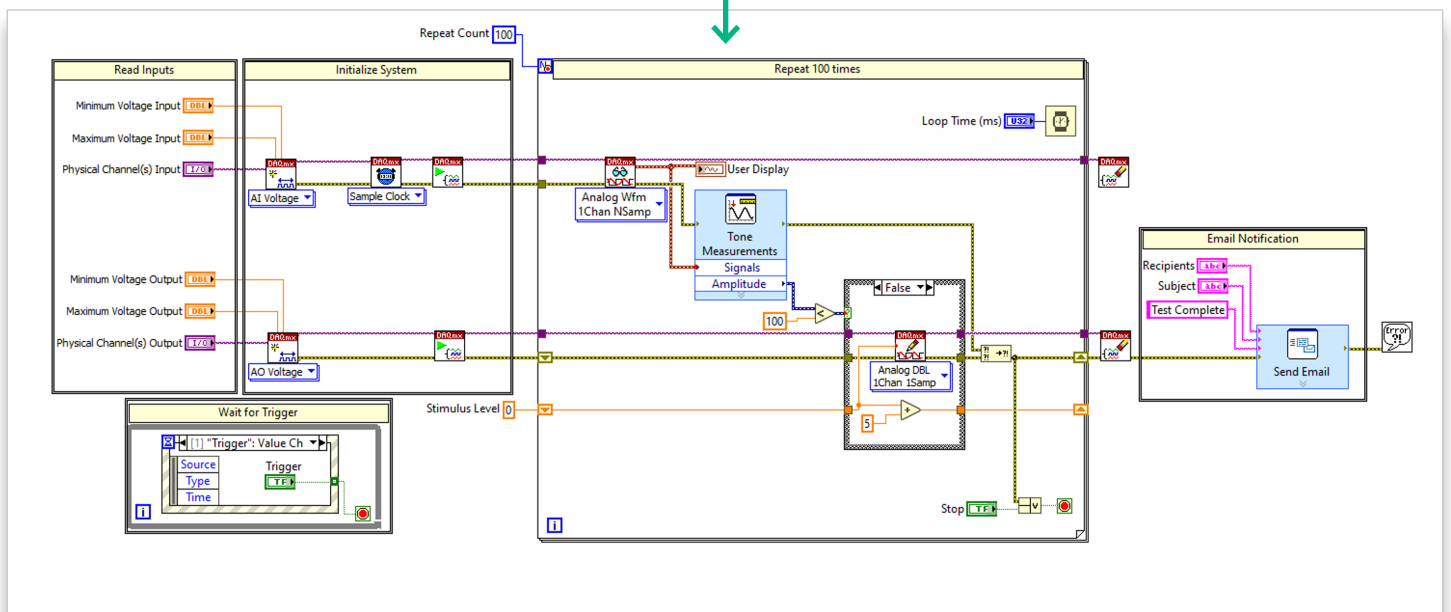 Repeat Count 100
Read Inputs
Initialize System
Repeat 100 times
Minimum Voltage Input DBL
Maximum Voltage Input DBL
Physical Channel(s) Input I/O
DAQmx
AI Voltage
DAQmx
Sample Clock
DAQmx
Minimum Voltage Output DBL
Maximum Voltage Output DBL
Physical Channel(s) Output I/O
DAQmx
AO Voltage
DAQmx
N
Loop Time (ms) U32
DAQmx
Analog Wfm
1Chan NSamp
User Display
Tone
Measurements
Signals
Amplitude
100
False
DAQmx
Analog DBL
1Chan 1Samp
5
+
Stimulus Level 0
Stop TF
i
DAQmx
DAQmx
Email Notification
Recipients abc
Subject abc
Test Complete
Send Email
Error
?!
Wait for Trigger
[1] "Trigger": Value Ch
Source
Type
Time
Trigger
TF
i